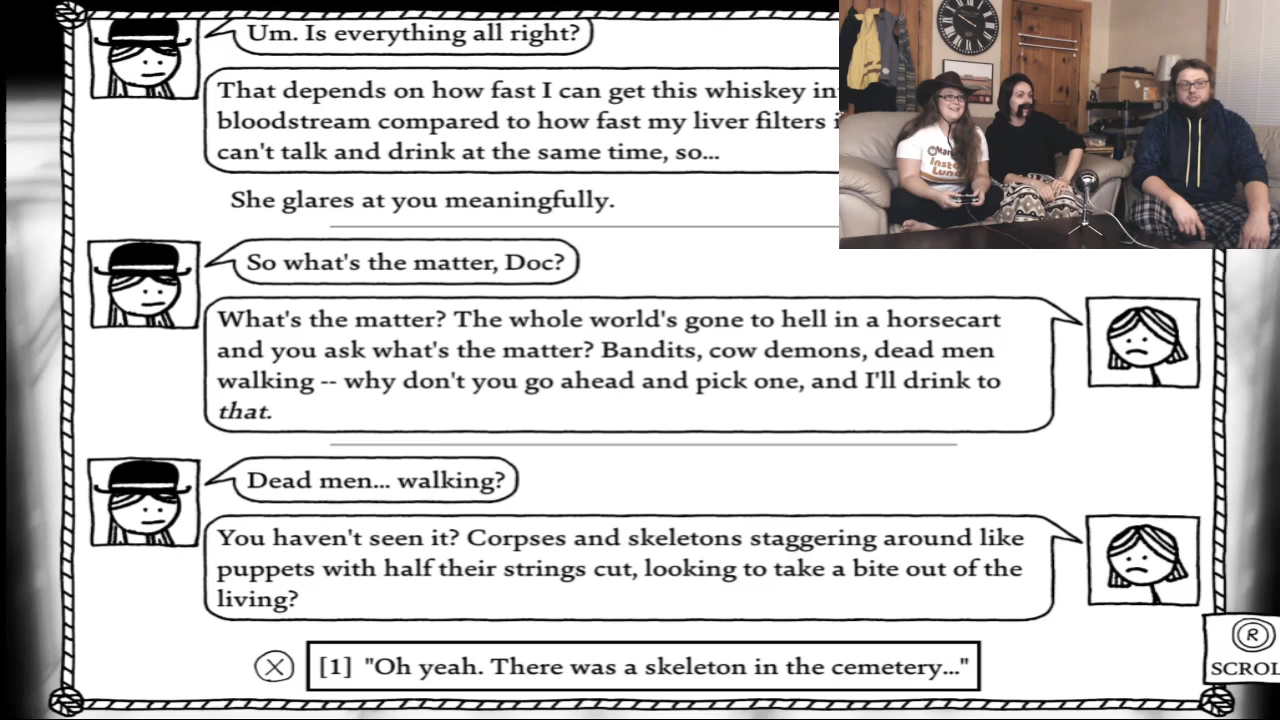 Um. Is everything all right?
That depends on how fast I can get this whiskey
bloodstream compared to how fast my liver filters
can't talk and drink at the same time, so...
She glares at you meaningfully.
So what's the matter, Doc?
What's the matter? The whole world's gone to hell in a horsecart
and you ask what's the matter? Bandits, cow demons, dead men
walking -- why don't you go ahead and pick one, and I'll drink to
that.
Dead men... walking?
You haven't seen it? Corpses and skeletons staggering around like
puppets with half their strings cut, looking to take a bite out of the
living?
X [1] "Oh yeah. There was a skeleton in the cemetery..."
R
SCROL